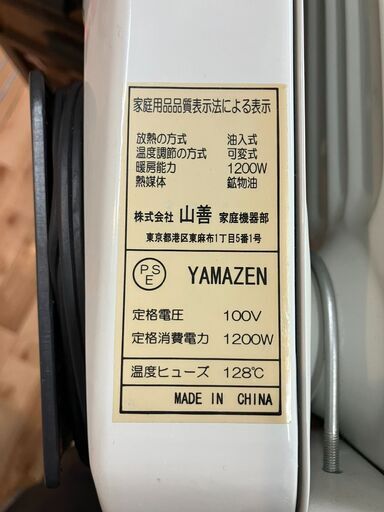 家庭用品品質表示法による表示
放熱の方式 油入式
温度調節の方式 可変式
暖房能力 1200W
熱媒体 鉱物油
株式会社 山善 家庭機器部
東京都港区東麻布1丁目5番1号
PSE YAMAZEN
定格電圧 100V
定格消費電力 1200W
温度ヒューズ 128℃
MADE IN CHINA